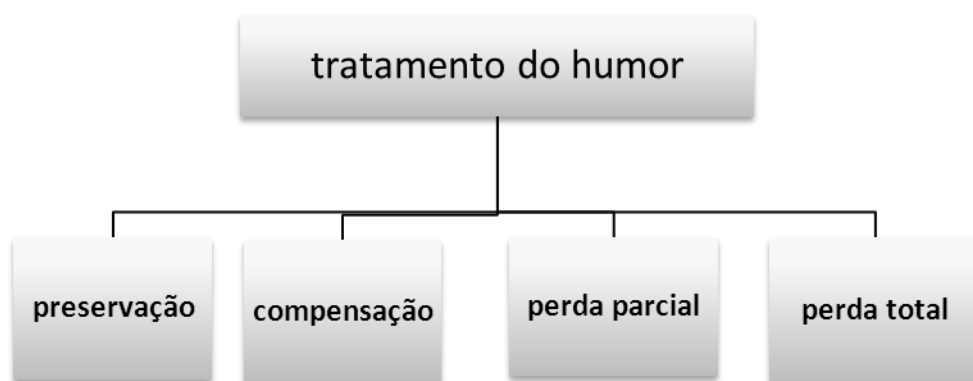 tratamento do humor
preservação
compensação
perda parcial
perda total